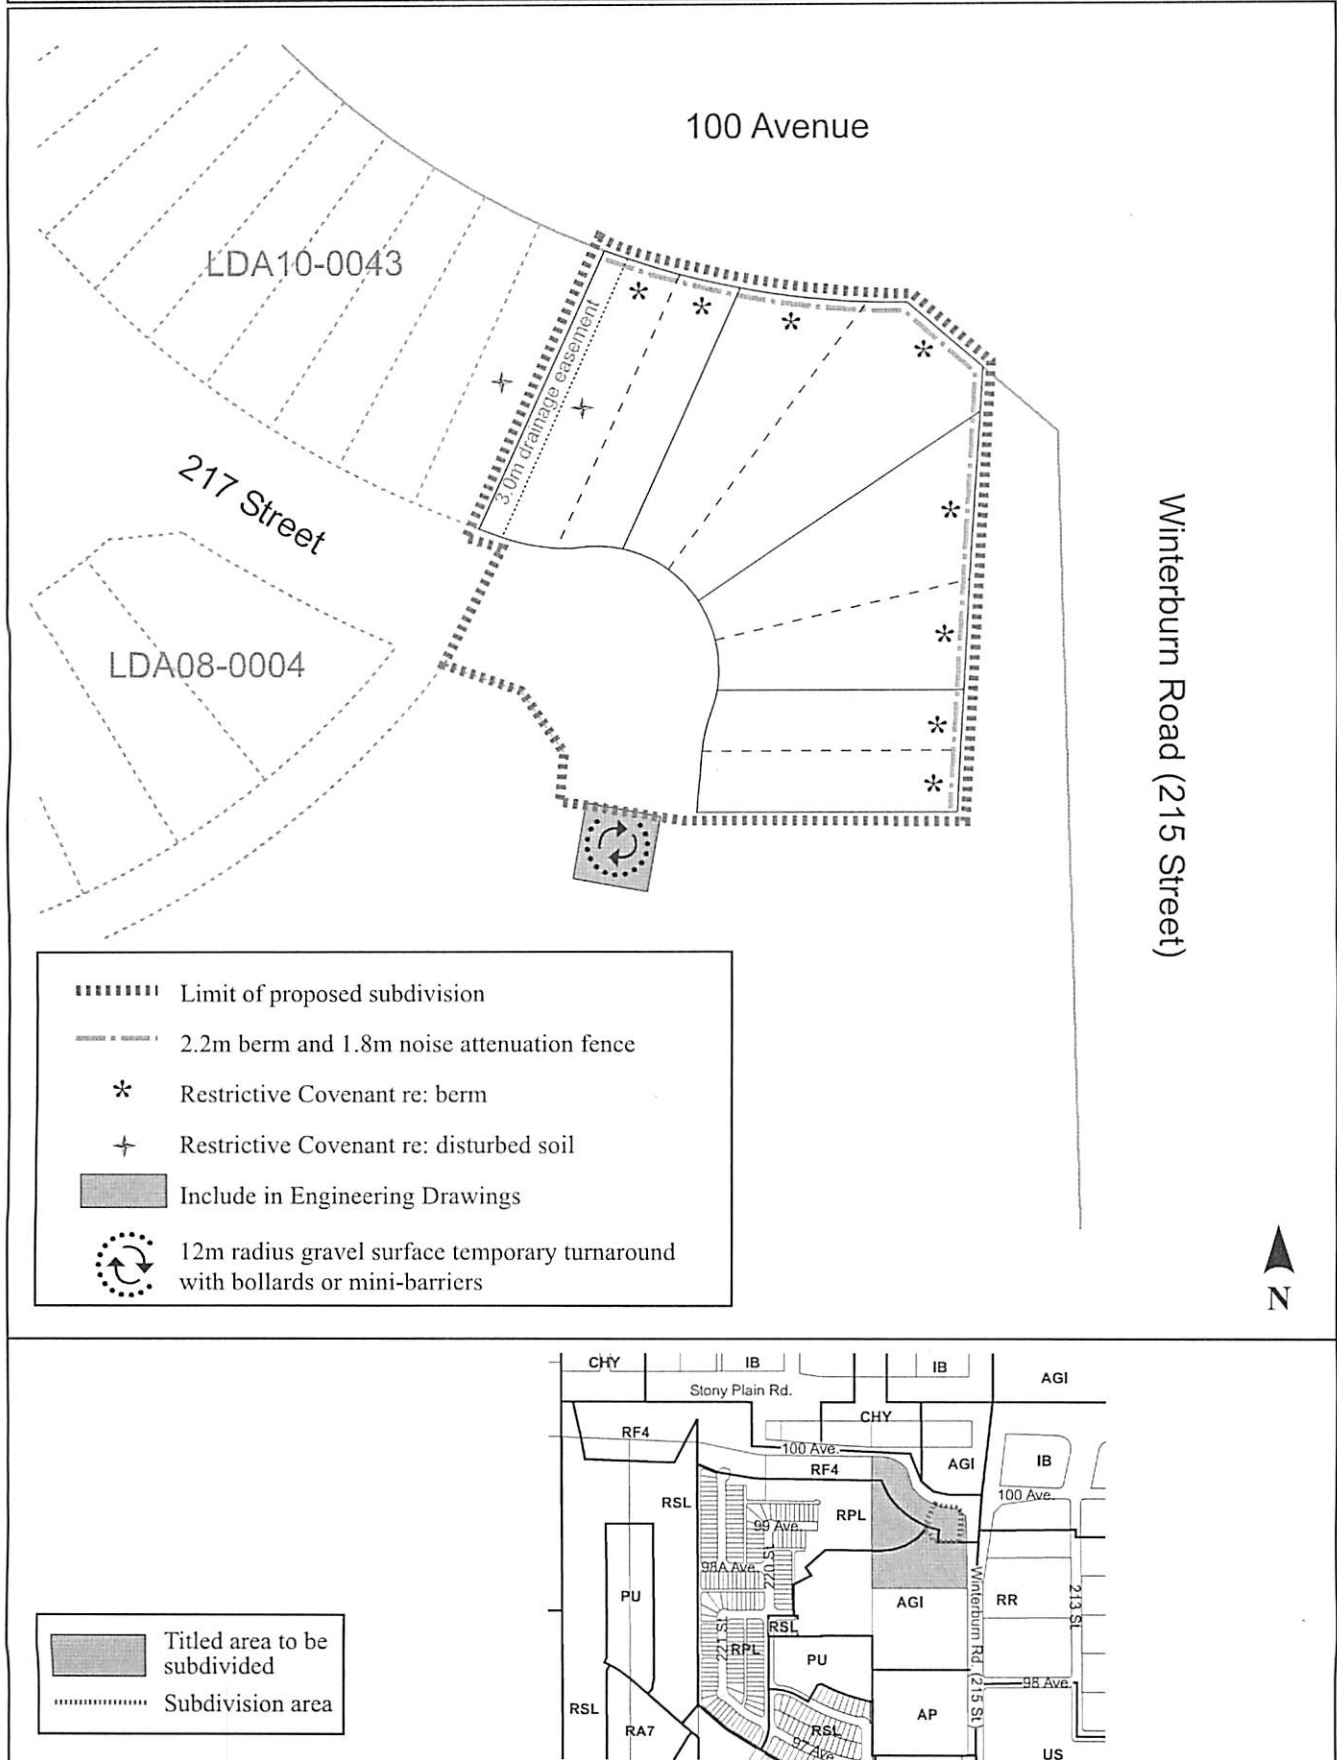 100 Avenue
LDA10-0043
3.0m drainage easement
217 Street
LDA08-0004
Winterburn Road (215 Street)
Limit of proposed subdivision
2.2m berm and 1.8m noise attenuation fence
Restrictive Covenant re: berm
Restrictive Covenant re: disturbed soil
Include in Engineering Drawings
12m radius gravel surface temporary turnaround
with bollards or mini-barriers
N
CHY
IB
IB
AGI
Stony Plain Rd.
CHY
RF4
100 Ave.
RF4
AGI
IB
100 Ave.
RSL
RPL
99 Ave.
98A Ave.
220 St
PU
AGI
RR
213 St
Winterburn Rd. (215 St)
RSL
221 St
RPL
PU
98 Ave.
RSL
RA7
RSL
97 Ave.
AP
US
Titled area to be
subdivided
Subdivision area